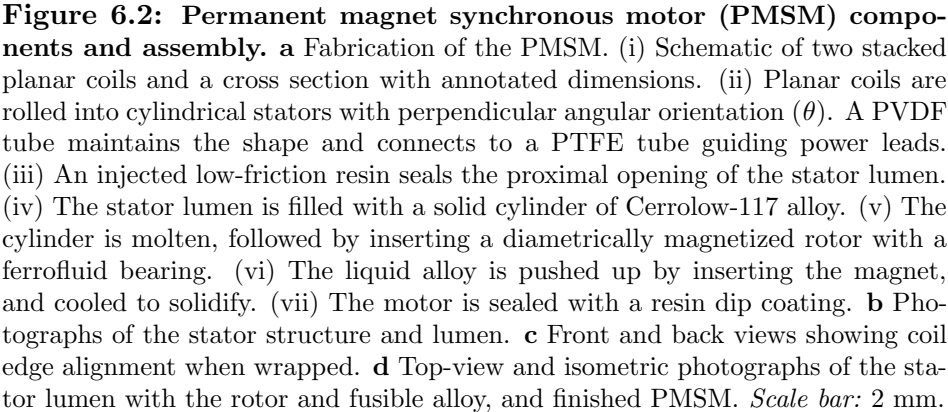 Figure 6.2: Permanent magnet synchronous motor (PMSM) compo-
nents and assembly. a Fabrication of the PMSM. (i) Schematic of two stacked
planar coils and a cross section with annotated dimensions. (ii) Planar coils are
rolled into cylindrical stators with perpendicular angular orientation (θ). A PVDF
tube maintains the shape and connects to a PTFE tube guiding power leads.
(iii) An injected low-friction resin seals the proximal opening of the stator lumen.
(iv) The stator lumen is filled with a solid cylinder of Cerrolow-117 alloy. (v) The
cylinder is molten, followed by inserting a diametrically magnetized rotor with a
ferrofluid bearing. (vi) The liquid alloy is pushed up by inserting the magnet,
and cooled to solidify. (vii) The motor is sealed with a resin dip coating. b Pho-
tographs of the stator structure and lumen. c Front and back views showing coil
edge alignment when wrapped. d Top-view and isometric photographs of the sta-
tor lumen with the rotor and fusible alloy, and finished PMSM. Scale bar: 2 mm.